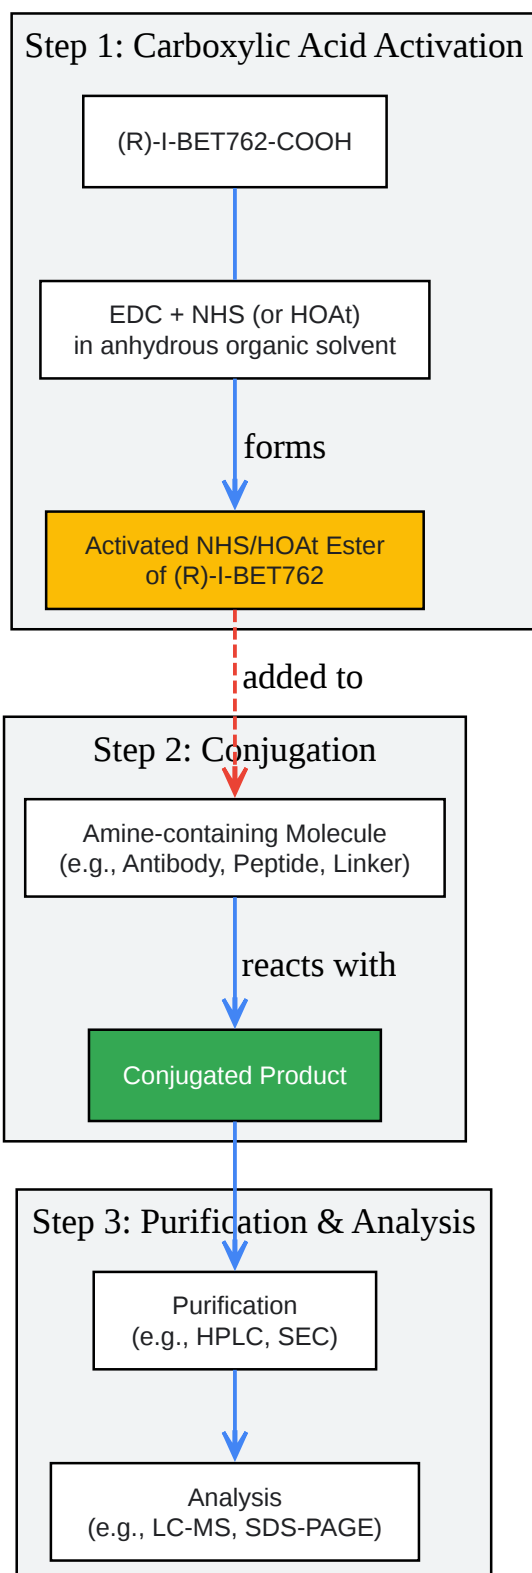 Step 1: Carboxylic Acid Activation
(R)-I-BET762-COOH
EDC + NHS (or HOAt)
in anhydrous organic solvent
forms
Activated NHS/HOAt Ester
of (R)-I-BET762
added to
Step 2: Conjugation
Amine-containing Molecule
(e.g., Antibody, Peptide, Linker)
reacts with
Conjugated Product
Step 3: Purification & Analysis
Purification
(e.g., HPLC, SEC)
Analysis
(e.g., LC-MS, SDS-PAGE)